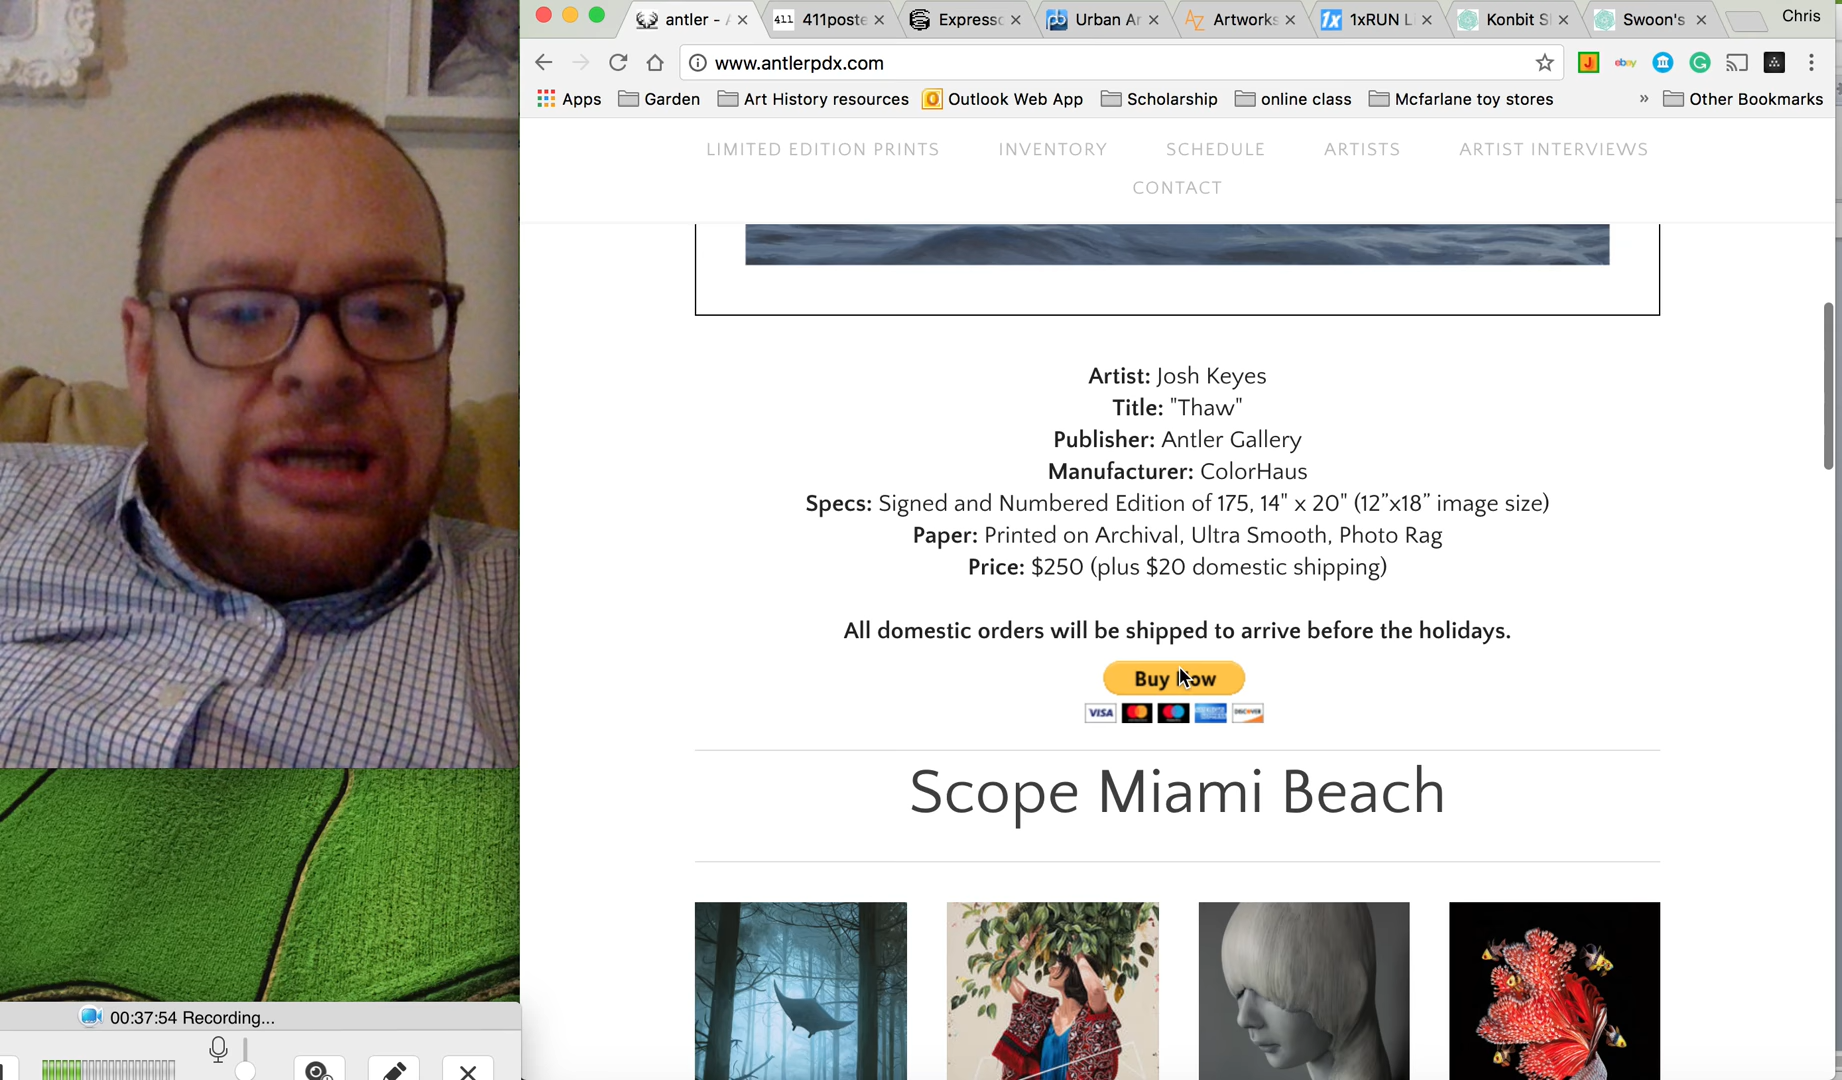 antler - 
411poste
Express
Urban Ar
Artworks
1xRUN L
Konbit S
Swoon's
Chris
www.antlerpdx.com
ebay
Apps
Garden
Art History resources
Outlook Web App
Scholarship
online class
Mcfarlane toy stores
»
Other Bookmarks
LIMITED EDITION PRINTS INVENTORY SCHEDULE ARTISTS ARTIST INTERVIEWS
CONTACT
Artist: Josh Keyes
Title: "Thaw"
Publisher: Antler Gallery
Manufacturer: ColorHaus
Specs: Signed and Numbered Edition of 175, 14" x 20" (12”x18” image size)
Paper: Printed on Archival, Ultra Smooth, Photo Rag
Price: $250 (plus $20 domestic shipping)
All domestic orders will be shipped to arrive before the holidays.
Buy Now
VISA DISCOVER
Scope Miami Beach
00:37:54 Recording...